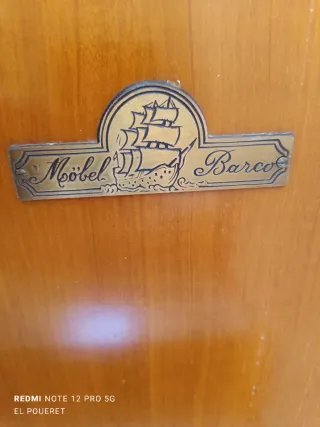 Möbel Barco
REDMI NOTE 12 PRO 5G
EL POUERET